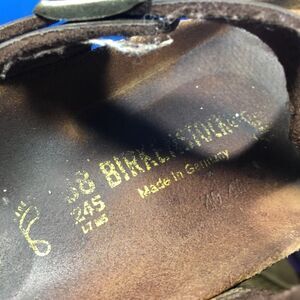 38 BIRKENSTOCK
245
Made in Germany